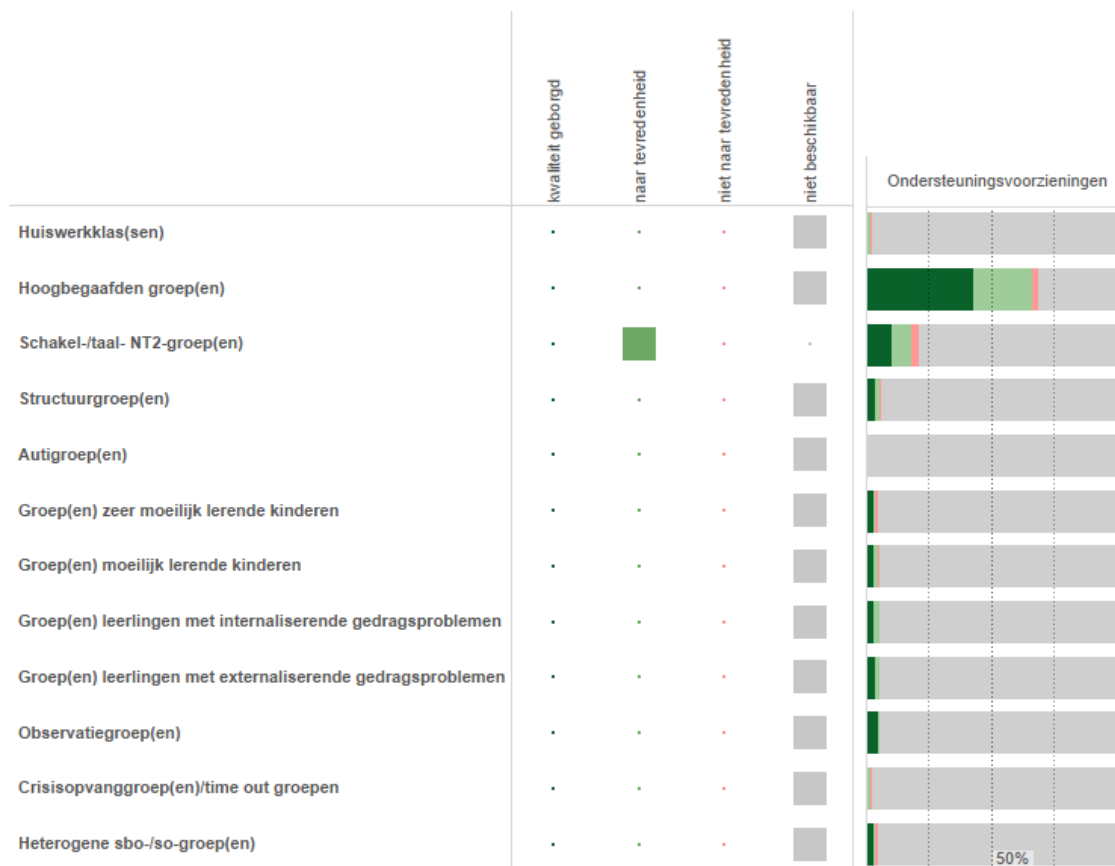 kwaliteit geborgd
naar tevredenheid
niet naar tevredenheid
niet beschikbaar
Ondersteuningsvoorzieningen
Huiswerkklas(sen)
Hoogbegaafden groep(en)
Schakel-/taal- NT2-groep(en)
Structuurgroep(en)
Autigroep(en)
Groep(en) zeer moeilijk lerende kinderen
Groep(en) moeilijk lerende kinderen
Groep(en) leerlingen met internaliserende gedragsproblemen
Groep(en) leerlingen met externaliserende gedragsproblemen
Observatiegroep(en)
Crisisopvanggroep(en)/time out groepen
Heterogene sbo-/so-groep(en)
50%